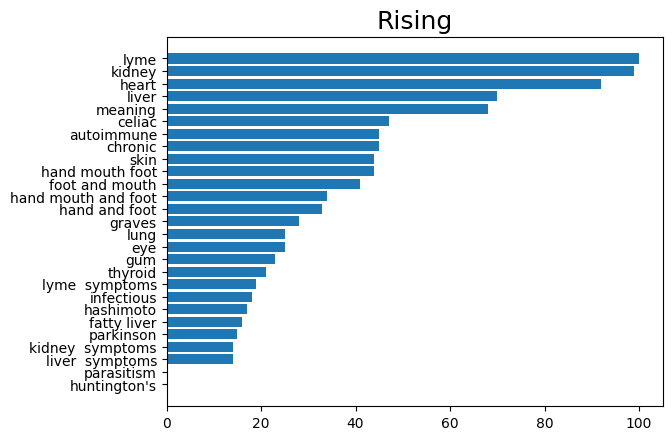 Rising
lyme
kidney
heart
liver
meaning
celiac
autoimmune
chronic
skin
hand mouth foot
foot and mouth
hand mouth and foot
hand and foot
graves
lung
eye
gum
thyroid
lyme  symptoms
infectious
hashimoto
fatty liver
parkinson
kidney  symptoms
liver  symptoms
parasitism
huntington's
0 20 40 60 80 100